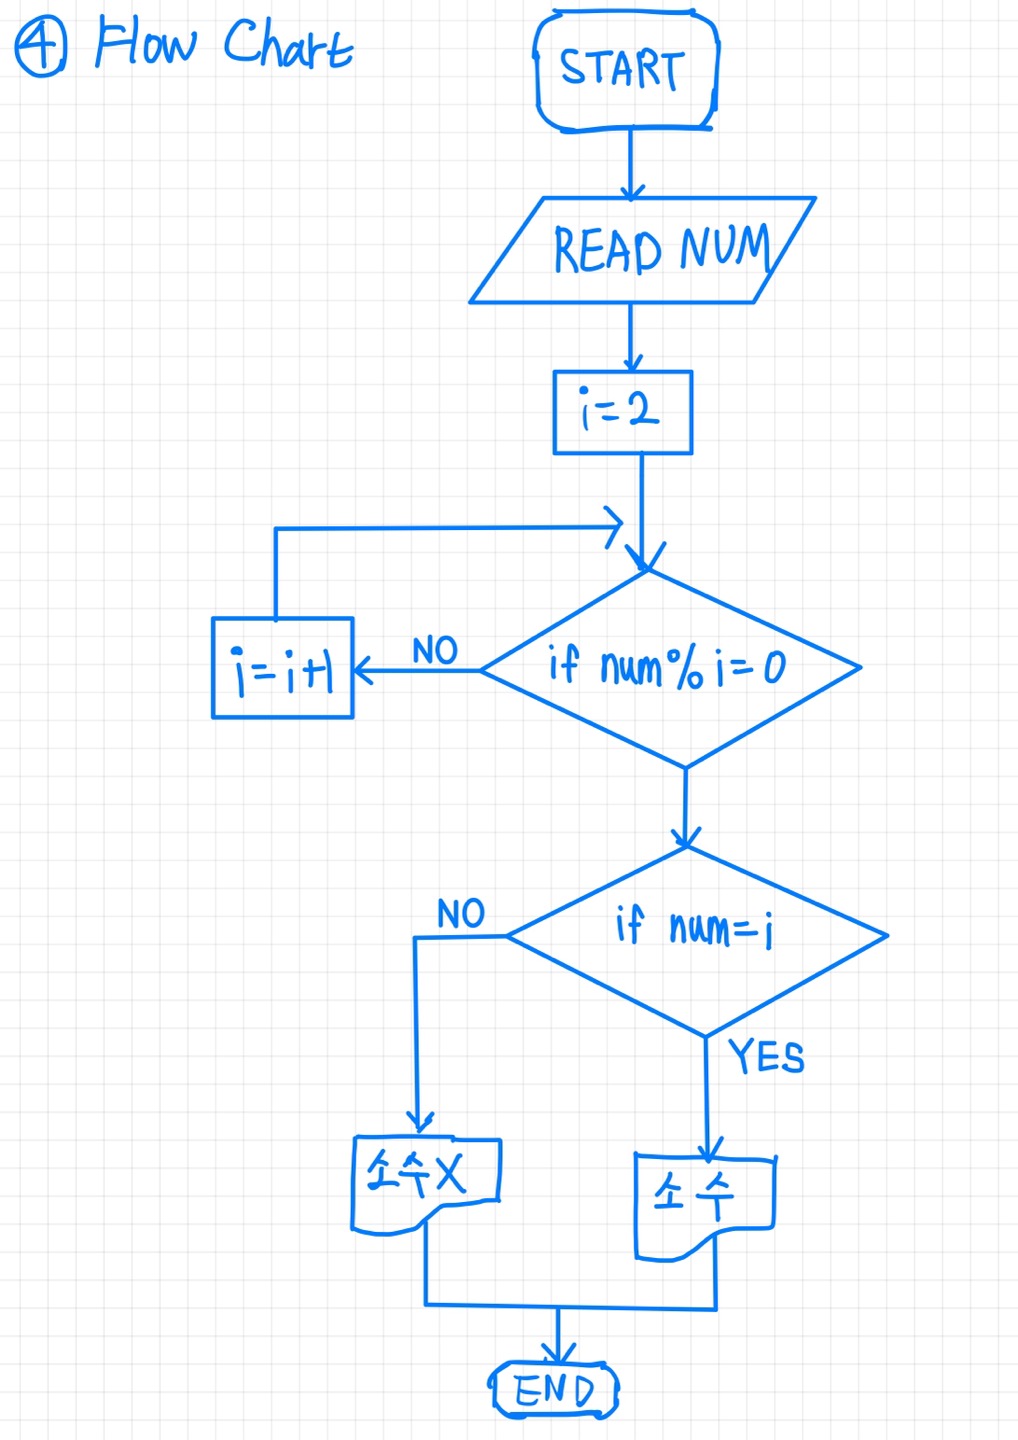 ④ Flow Chart
START
READ NUM
i=2
if num%i=0
NO
i=i+1
if num=i
NO
YES
소수X
소수
END